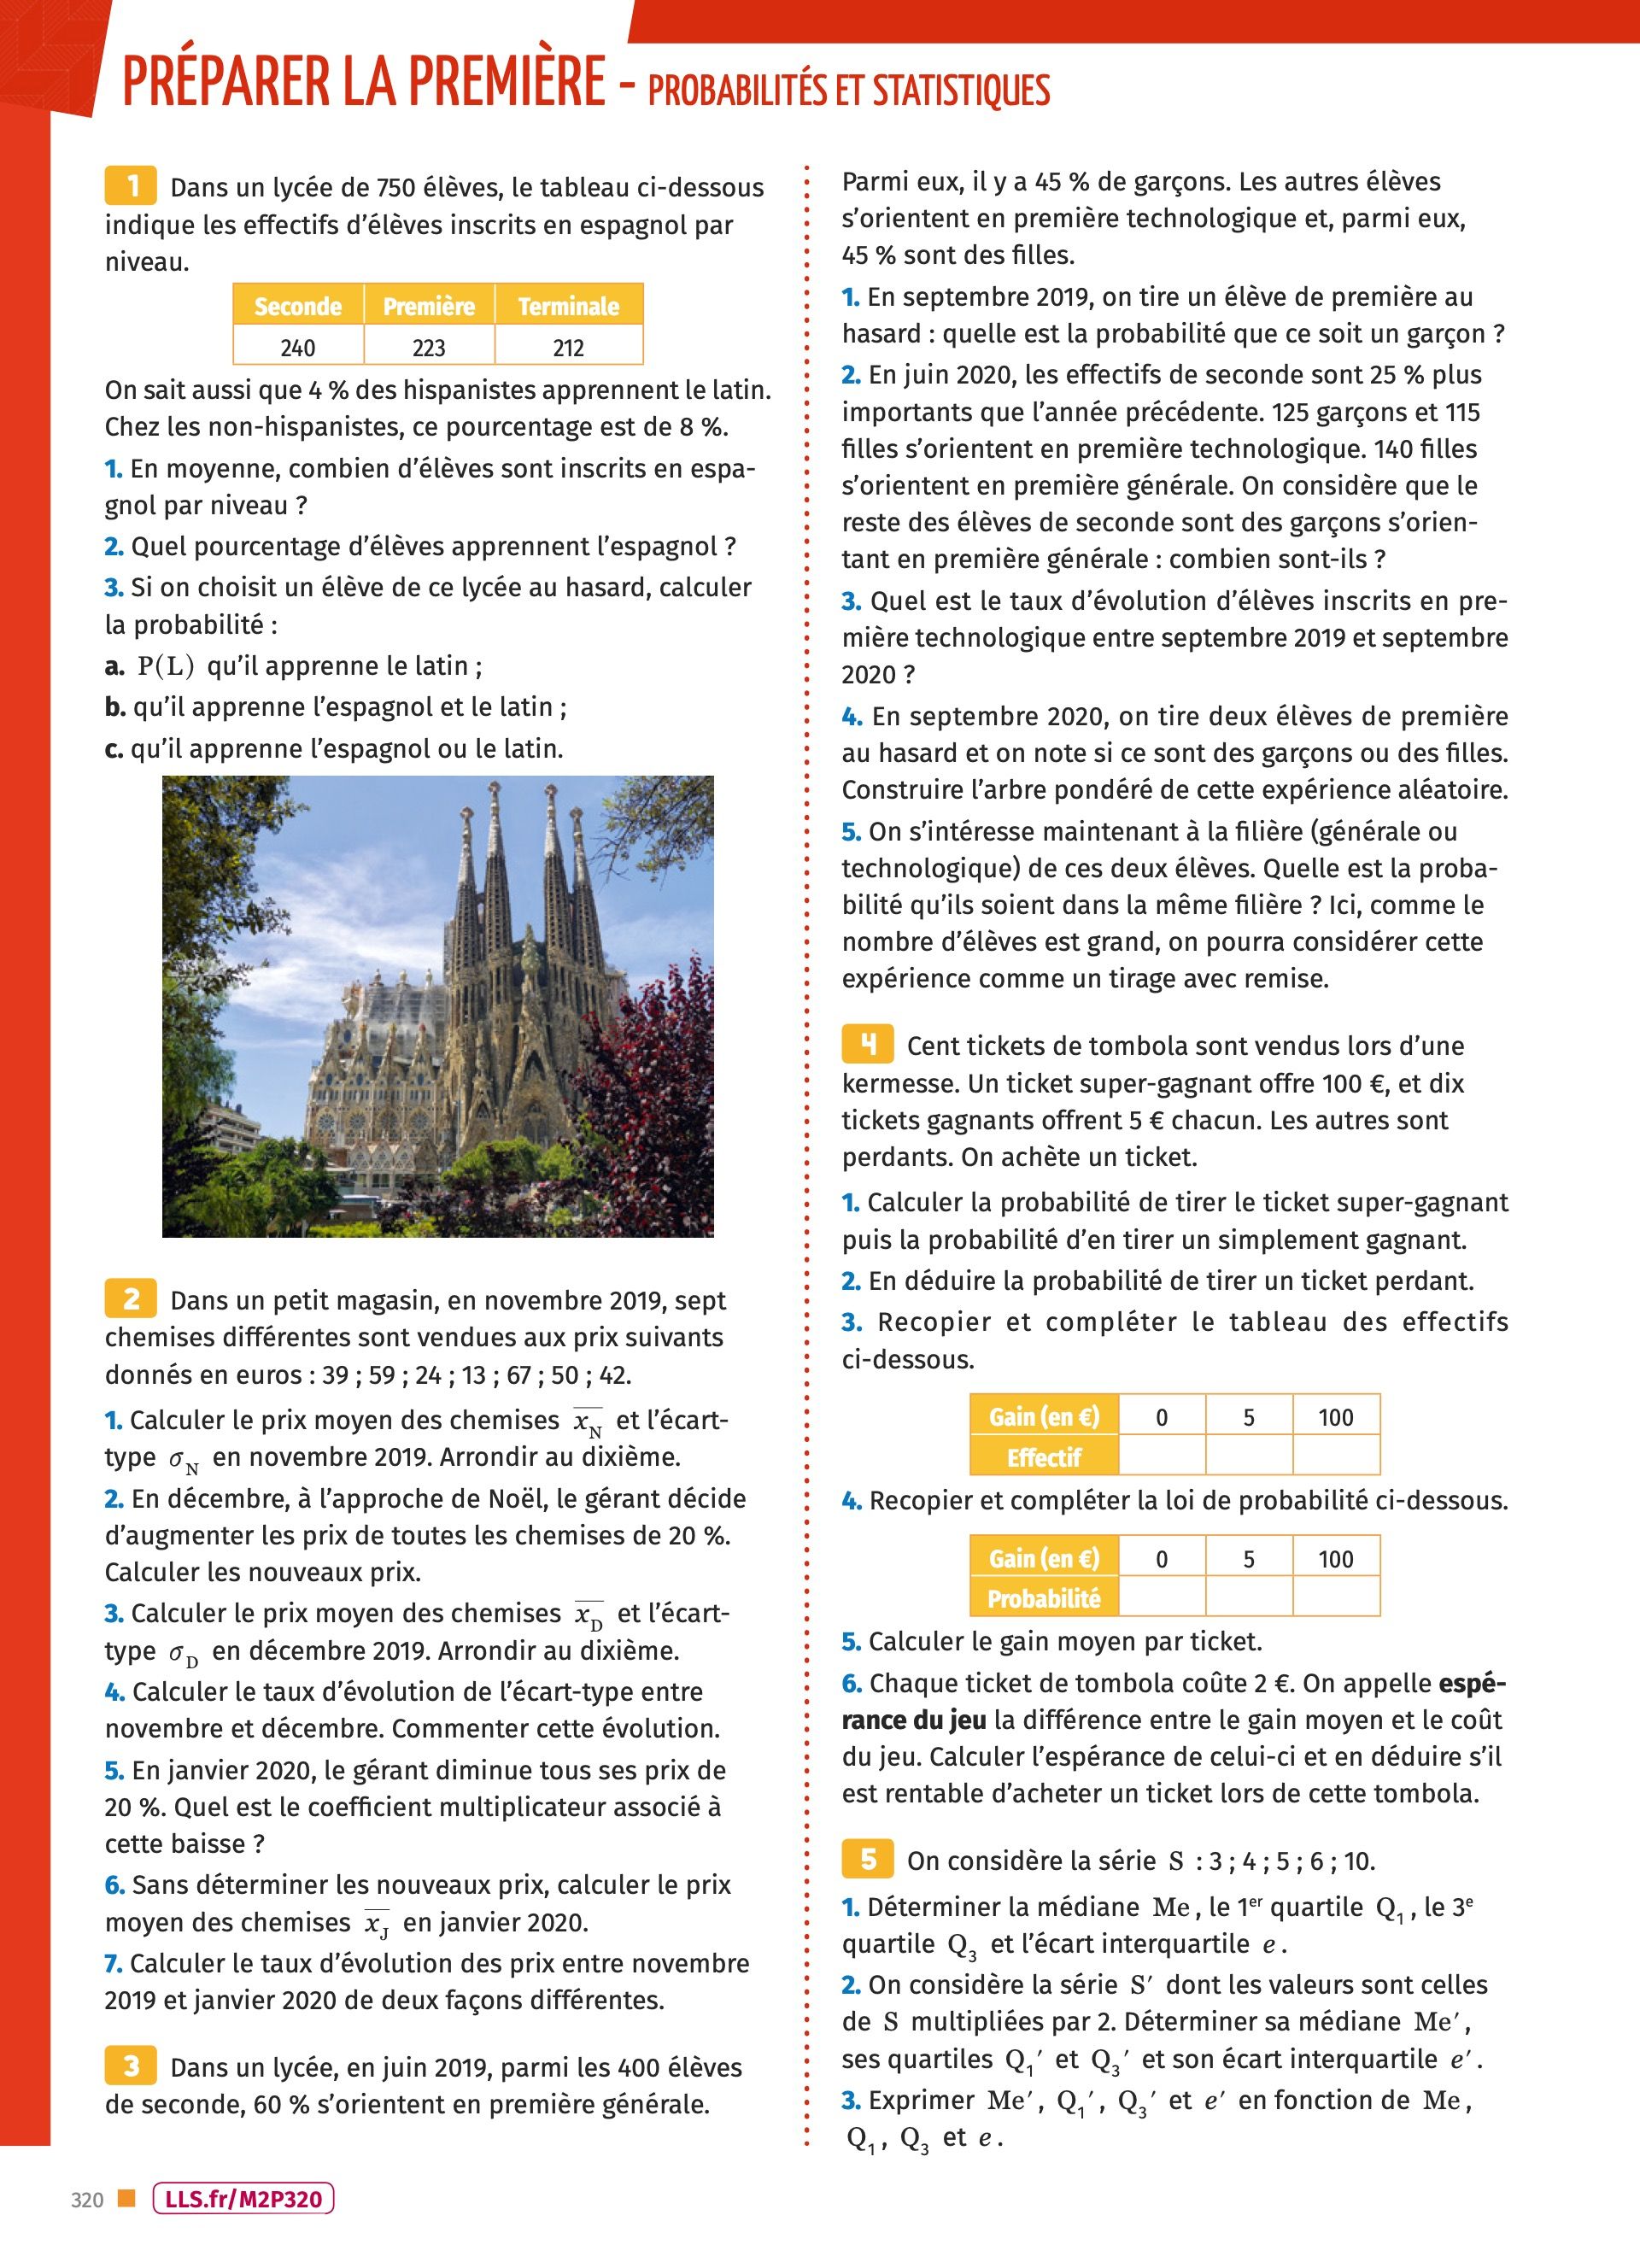 PRÉPARER LA PREMIÈRE - PROBABILITÉS ET STATISTIQUES
1 Dans un lycée de 750 élèves, le tableau ci-dessous
indique les effectifs d’élèves inscrits en espagnol par
niveau.
Seconde Première Terminale
240 223 212
On sait aussi que 4 % des hispanistes apprennent le latin.
Chez les non-hispanistes, ce pourcentage est de 8 %.
1. En moyenne, combien d’élèves sont inscrits en espa-
gnol par niveau ?
2. Quel pourcentage d’élèves apprennent l’espagnol ?
3. Si on choisit un élève de ce lycée au hasard, calculer
la probabilité :
a. P(L) qu’il apprenne le latin ;
b. qu’il apprenne l’espagnol et le latin ;
c. qu’il apprenne l’espagnol ou le latin.
2 Dans un petit magasin, en novembre 2019, sept
chemises différentes sont vendues aux prix suivants
donnés en euros : 39 ; 59 ; 24 ; 13 ; 67 ; 50 ; 42.
1. Calculer le prix moyen des chemises x̅_N et l’écart-
type σ_N en novembre 2019. Arrondir au dixième.
2. En décembre, à l’approche de Noël, le gérant décide
d’augmenter les prix de toutes les chemises de 20 %.
Calculer les nouveaux prix.
3. Calculer le prix moyen des chemises x̅_D et l’écart-
type σ_D en décembre 2019. Arrondir au dixième.
4. Calculer le taux d’évolution de l’écart-type entre
novembre et décembre. Commenter cette évolution.
5. En janvier 2020, le gérant diminue tous ses prix de
20 %. Quel est le coefficient multiplicateur associé à
cette baisse ?
6. Sans déterminer les nouveaux prix, calculer le prix
moyen des chemises x̅_J en janvier 2020.
7. Calculer le taux d’évolution des prix entre novembre
2019 et janvier 2020 de deux façons différentes.
3 Dans un lycée, en juin 2019, parmi les 400 élèves
de seconde, 60 % s’orientent en première générale.
Parmi eux, il y a 45 % de garçons. Les autres élèves
s’orientent en première technologique et, parmi eux,
45 % sont des filles.
1. En septembre 2019, on tire un élève de première au
hasard : quelle est la probabilité que ce soit un garçon ?
2. En juin 2020, les effectifs de seconde sont 25 % plus
importants que l’année précédente. 125 garçons et 115
filles s’orientent en première technologique. 140 filles
s’orientent en première générale. On considère que le
reste des élèves de seconde sont des garçons s’orien-
tant en première générale : combien sont-ils ?
3. Quel est le taux d’évolution d’élèves inscrits en pre-
mière technologique entre septembre 2019 et septembre
2020 ?
4. En septembre 2020, on tire deux élèves de première
au hasard et on note si ce sont des garçons ou des filles.
Construire l’arbre pondéré de cette expérience aléatoire.
5. On s’intéresse maintenant à la filière (générale ou
technologique) de ces deux élèves. Quelle est la proba-
bilité qu’ils soient dans la même filière ? Ici, comme le
nombre d’élèves est grand, on pourra considérer cette
expérience comme un tirage avec remise.
4 Cent tickets de tombola sont vendus lors d’une
kermesse. Un ticket super-gagnant offre 100 €, et dix
tickets gagnants offrent 5 € chacun. Les autres sont
perdants. On achète un ticket.
1. Calculer la probabilité de tirer le ticket super-gagnant
puis la probabilité d’en tirer un simplement gagnant.
2. En déduire la probabilité de tirer un ticket perdant.
3. Recopier et compléter le tableau des effectifs
ci-dessous.
Gain (en €) 0 5 100
Effectif
4. Recopier et compléter la loi de probabilité ci-dessous.
Gain (en €) 0 5 100
Probabilité
5. Calculer le gain moyen par ticket.
6. Chaque ticket de tombola coûte 2 €. On appelle espé-
rance du jeu la différence entre le gain moyen et le coût
du jeu. Calculer l’espérance de celui-ci et en déduire s’il
est rentable d’acheter un ticket lors de cette tombola.
5 On considère la série S : 3 ; 4 ; 5 ; 6 ; 10.
1. Déterminer la médiane Me, le 1er quartile Q₁, le 3e
quartile Q₃ et l’écart interquartile e.
2. On considère la série S′ dont les valeurs sont celles
de S multipliées par 2. Déterminer sa médiane Me′,
ses quartiles Q₁′ et Q₃′ et son écart interquartile e′.
3. Exprimer Me′, Q₁′, Q₃′ et e′ en fonction de Me,
Q₁, Q₃ et e.
320 LLS.fr/M2P320